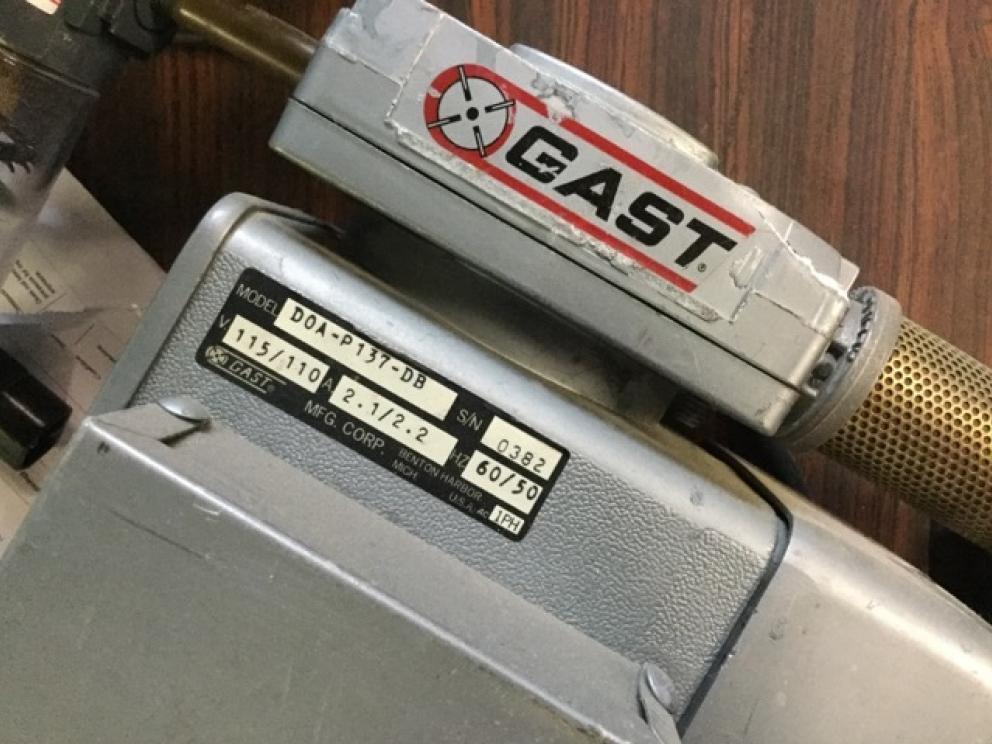 GAST®
MODEL DOA-P137-DB S/N 0382
V. 115/110 A 2.1/2.2 HZ 60/50
GAST® MFG. CORP. BENTON HARBOR. MICH U.S.A. AC 1PH